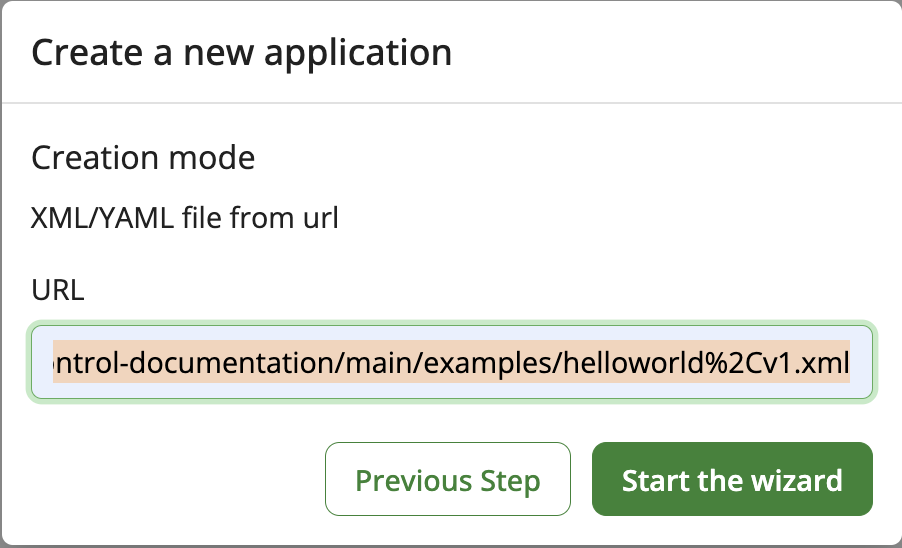 Create a new application
Creation mode
XML/YAML file from url
URL
ntrol-documentation/main/examples/helloworld%2Cv1.xml
Previous Step
Start the wizard